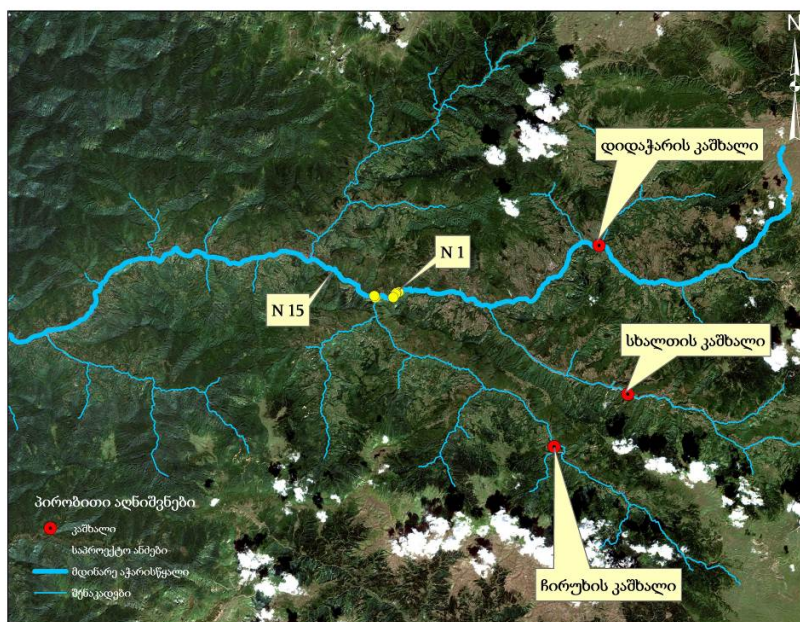 N
დიდაჭარის კაშხალი
N 1
N 15
სხალთის კაშხალი
ჩირუხის კაშხალი
პირობითი აღნიშვნები
კაშხალი
საპროექტო ანძები
მდინარე აჭარისწყალი
შენაკადები